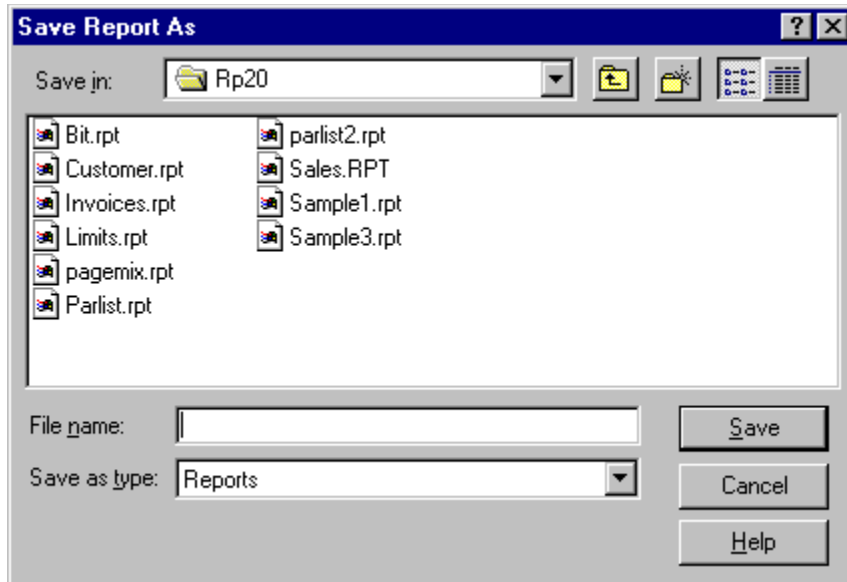 Save Report As
Save in: Rp20
Bit.rpt
Customer.rpt
Invoices.rpt
Limits.rpt
pagemix.rpt
Parlist.rpt
parlist2.rpt
Sales.RPT
Sample1.rpt
Sample3.rpt
File name:
Save
Save as type: Reports
Cancel
Help